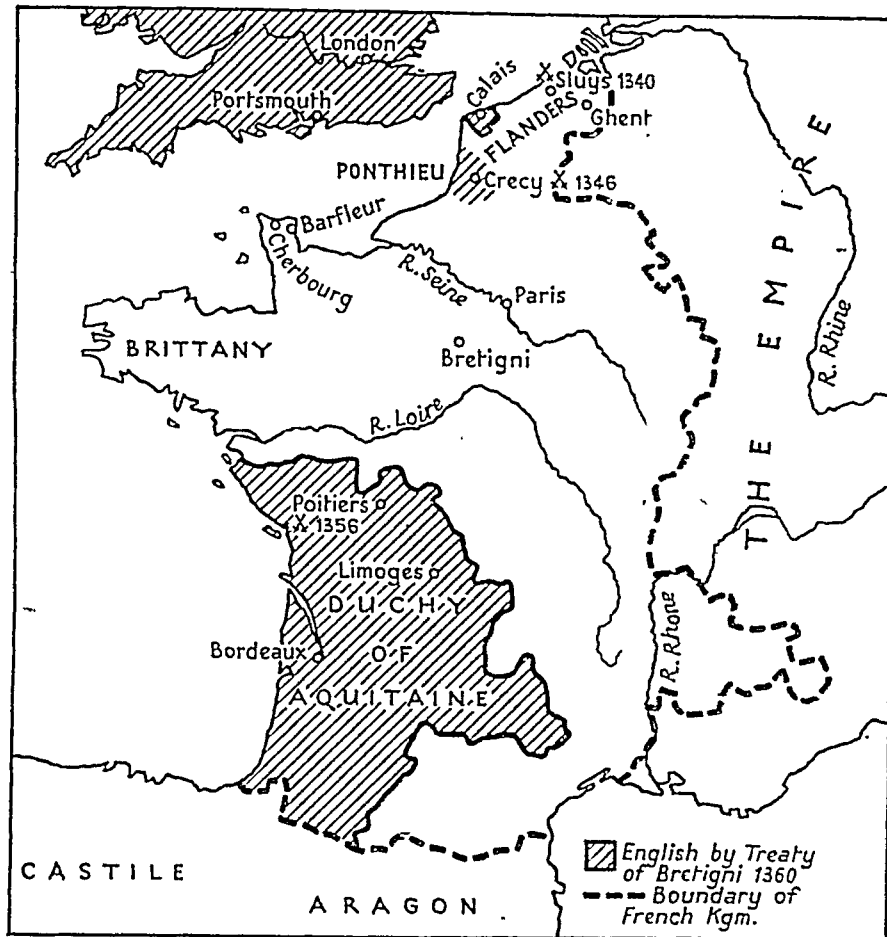 London
Portsmouth
Calais
Sluys 1340
FLANDERS
Ghent
PONTHIEU
Crecy
1346
Barfleur
Cherbourg
R. Seine
Paris
BRITTANY
Bretigni
R. Loire
R. Rhine
THE EMPIRE
Poitiers
1356
Limoges
DUCHY
OF
AQUITAINE
Bordeaux
R. Rhone
CASTILE
ARAGON
English by Treaty
of Bretigni 1360
Boundary of
French Kgm.